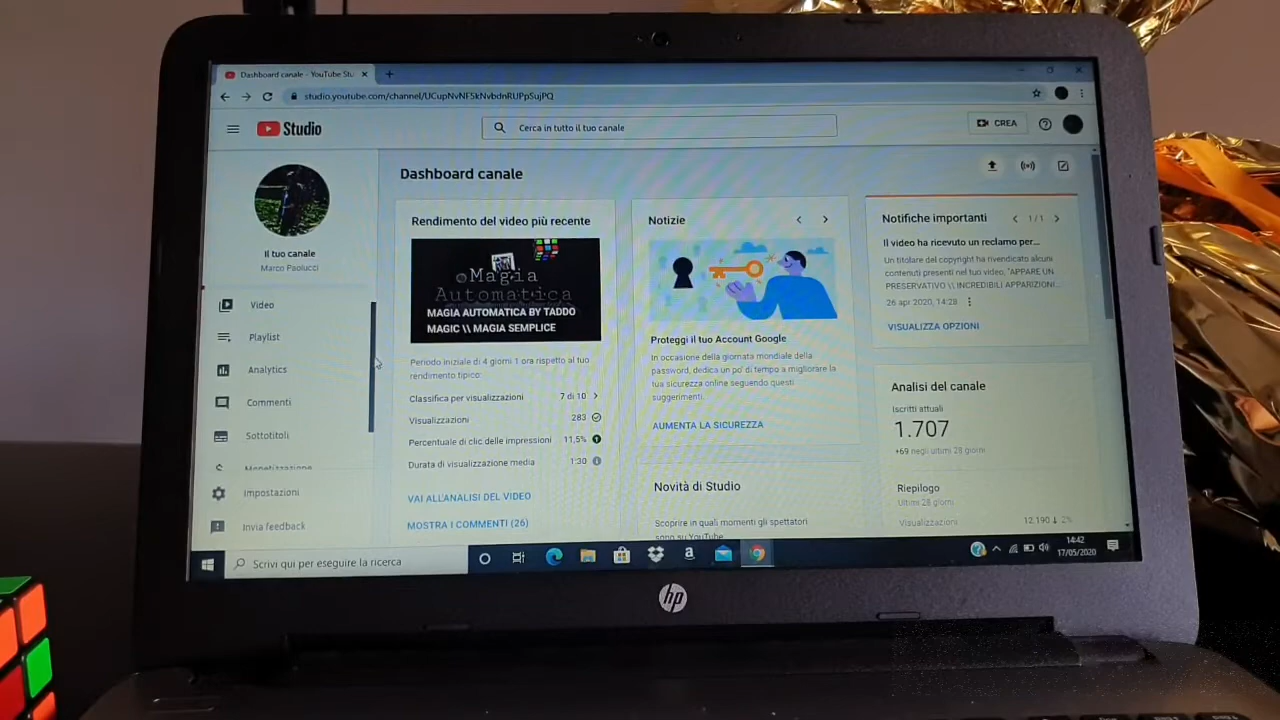 Dashboard canale - YouTube Stu
studio.youtube.com/channel/UCupNvNF5kNvbdnRUPpSujPQ
Studio
Cerca in tutto il tuo canale
CREA
Il tuo canale
Marco Paolucci
Video
Playlist
Analytics
Commenti
Sottotitoli
Monetizzazione
Impostazioni
Invia feedback
Dashboard canale
Rendimento del video più recente
Magia
Automatica
MAGIA AUTOMATICA BY TADDO
MAGIC \\ MAGIA SEMPLICE
Periodo iniziale di 4 giorni 1 ora rispetto al tuo
rendimento tipico:
Classifica per visualizzazioni 7 di 10
Visualizzazioni 283
Percentuale di clic delle impressioni 11,5%
Durata di visualizzazione media 1:30
VAI ALL'ANALISI DEL VIDEO
MOSTRA I COMMENTI (26)
Notizie
Proteggi il tuo Account Google
In occasione della giornata mondiale della
password, dedica un po' di tempo a migliorare la
tua sicurezza online seguendo questi
suggerimenti.
AUMENTA LA SICUREZZA
Novità di Studio
Scoprire in quali momenti gli spettatori
sono su YouTube
Notifiche importanti
1/1
Il video ha ricevuto un reclamo per...
Un titolare del copyright ha rivendicato alcuni
contenuti presenti nel tuo video, "APPARE UN
PRESERVATIVO \\ INCREDIBILI APPARIZIONI...
26 apr 2020, 14:28
VISUALIZZA OPZIONI
Analisi del canale
Iscritti attuali
1.707
+69 negli ultimi 28 giorni
Riepilogo
Ultimi 28 giorni
Visualizzazioni 12.190 ↓ 2%
Scrivi qui per eseguire la ricerca
14:42
17/05/2020
hp